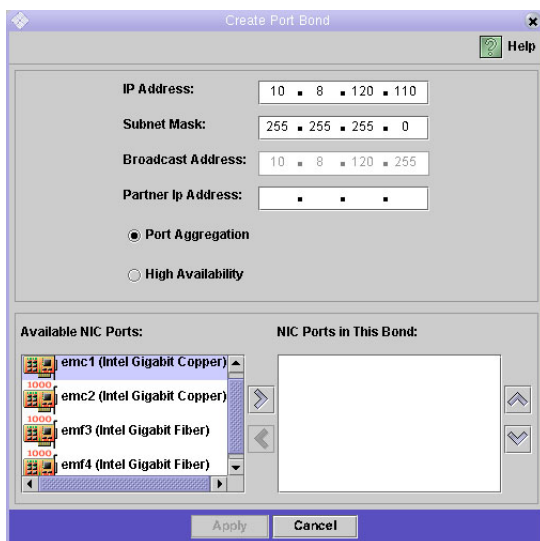 Create Port Bond
Help
IP Address: 10 . 8 . 120 . 110
Subnet Mask: 255 . 255 . 255 . 0
Broadcast Address: 10 . 8 . 120 . 255
Partner Ip Address: . . .
Port Aggregation
High Availability
Available NIC Ports:
emc1 (Intel Gigabit Copper)
1000
emc2 (Intel Gigabit Copper)
1000
emf3 (Intel Gigabit Fiber)
1000
emf4 (Intel Gigabit Fiber)
NIC Ports in This Bond:
Apply
Cancel